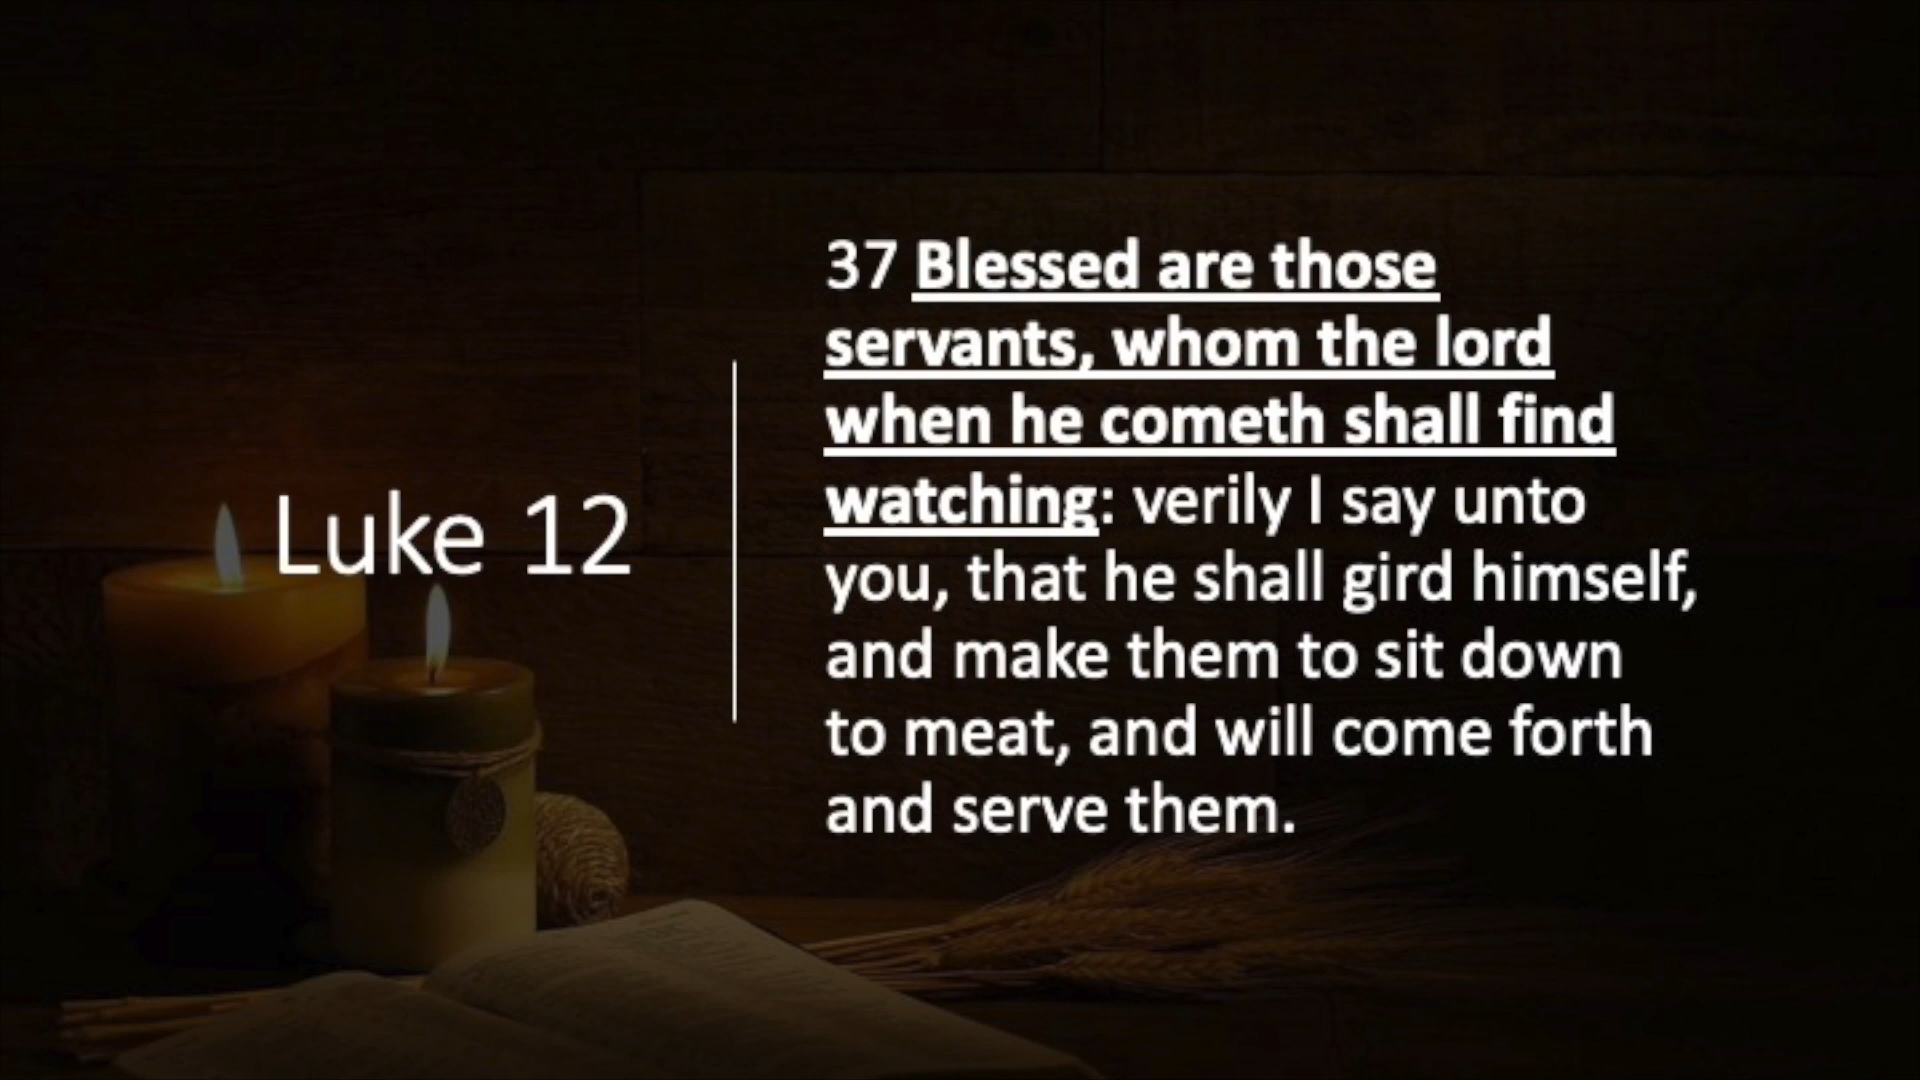 Luke 12
37 Blessed are those
servants, whom the lord
when he cometh shall find
watching: verily I say unto
you, that he shall gird himself,
and make them to sit down
to meat, and will come forth
and serve them.